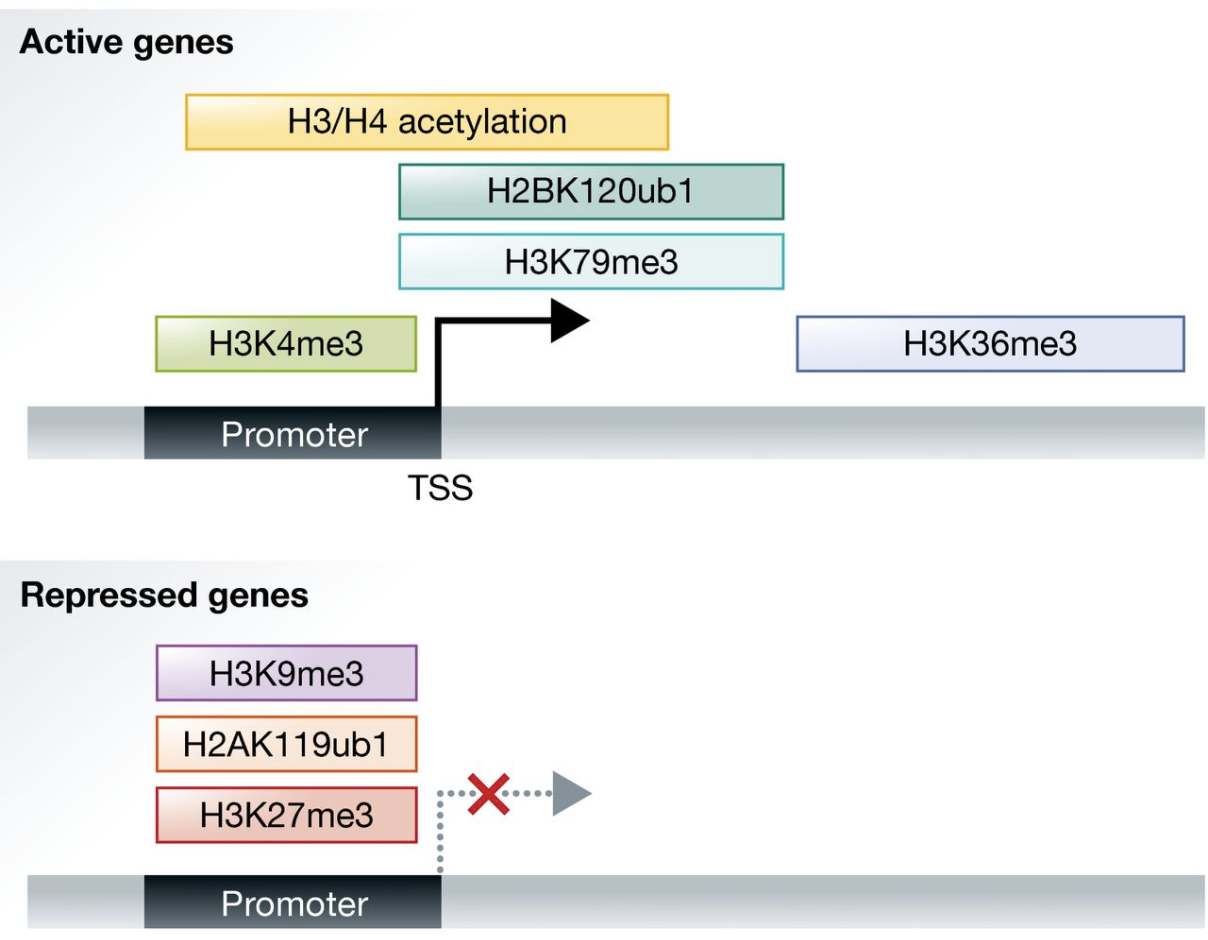 Active genes
H3/H4 acetylation
H2BK120ub1
H3K79me3
H3K4me3
H3K36me3
Promoter
TSS
Repressed genes
H3K9me3
H2AK119ub1
H3K27me3
Promoter